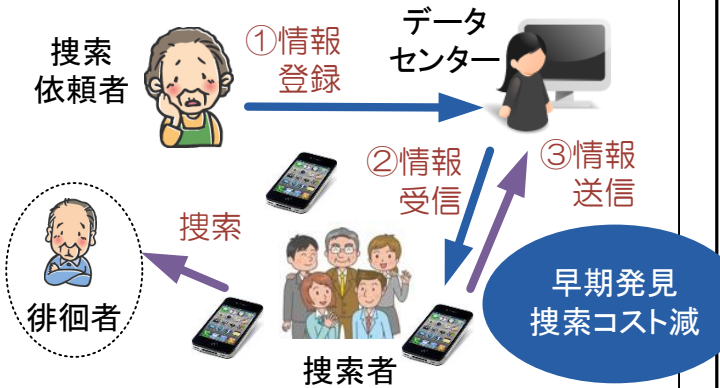 捜索
依頼者
①情報
登録
データ
センター
②情報
受信
③情報
送信
捜索
徘徊者
捜索者
早期発見
捜索コスト減